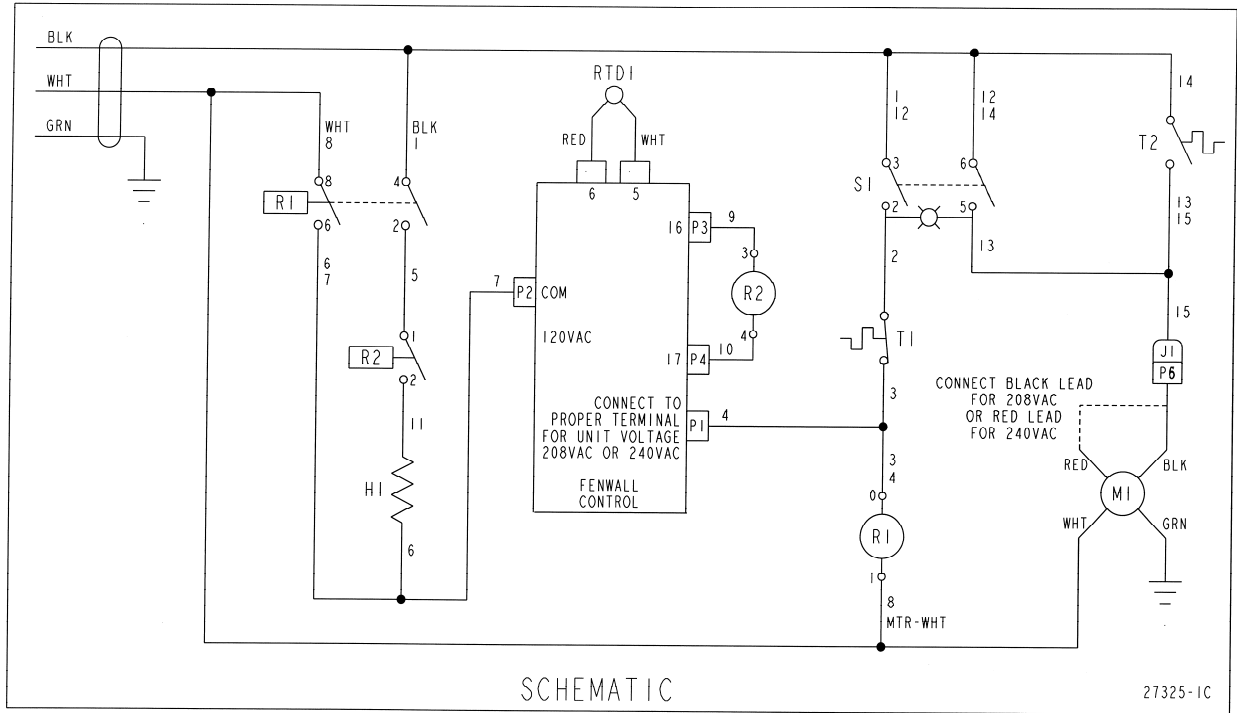 BLK
WHT
GRN
WHT
8
BLK
1
8
4
R1
6
2
6
7
5
1
R2
2
11
H1
6
RTD1
RED
WHT
6
5
16
P3
9
3
R2
4
7
P2
COM
120VAC
17
P4
10
CONNECT TO
PROPER TERMINAL
FOR UNIT VOLTAGE
208VAC OR 240VAC
P1
4
FENWALL
CONTROL
1
12
12
14
3
6
S1
2
5
2
13
T1
3
3
4
0
R1
1
8
MTR-WHT
14
T2
13
15
15
J1
P6
CONNECT BLACK LEAD
FOR 208VAC
OR RED LEAD
FOR 240VAC
RED
BLK
M1
WHT
GRN
SCHEMATIC
27325-1C